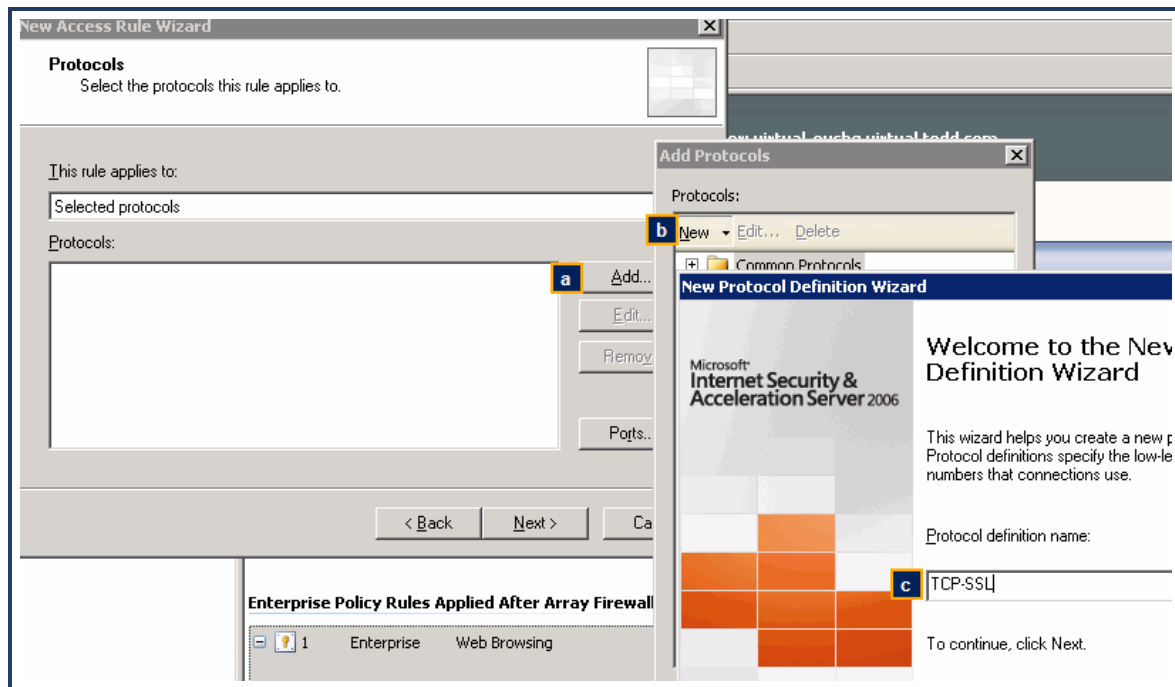 New Access Rule Wizard
Protocols
Select the protocols this rule applies to.
This rule applies to:
Selected protocols
Protocols:
a
Add...
Edit...
Remov
Ports..
< Back
Next >
Ca
Enterprise Policy Rules Applied After Array Firewal
1 Enterprise Web Browsing
Add Protocols
Protocols:
b
New Edit... Delete
Common Protocols
New Protocol Definition Wizard
Microsoft
Internet Security &
Acceleration Server 2006
Welcome to the Nev
Definition Wizard
This wizard helps you create a new p
Protocol definitions specify the low-le
numbers that connections use.
Protocol definition name:
c
TCP-SSL
To continue, click Next.